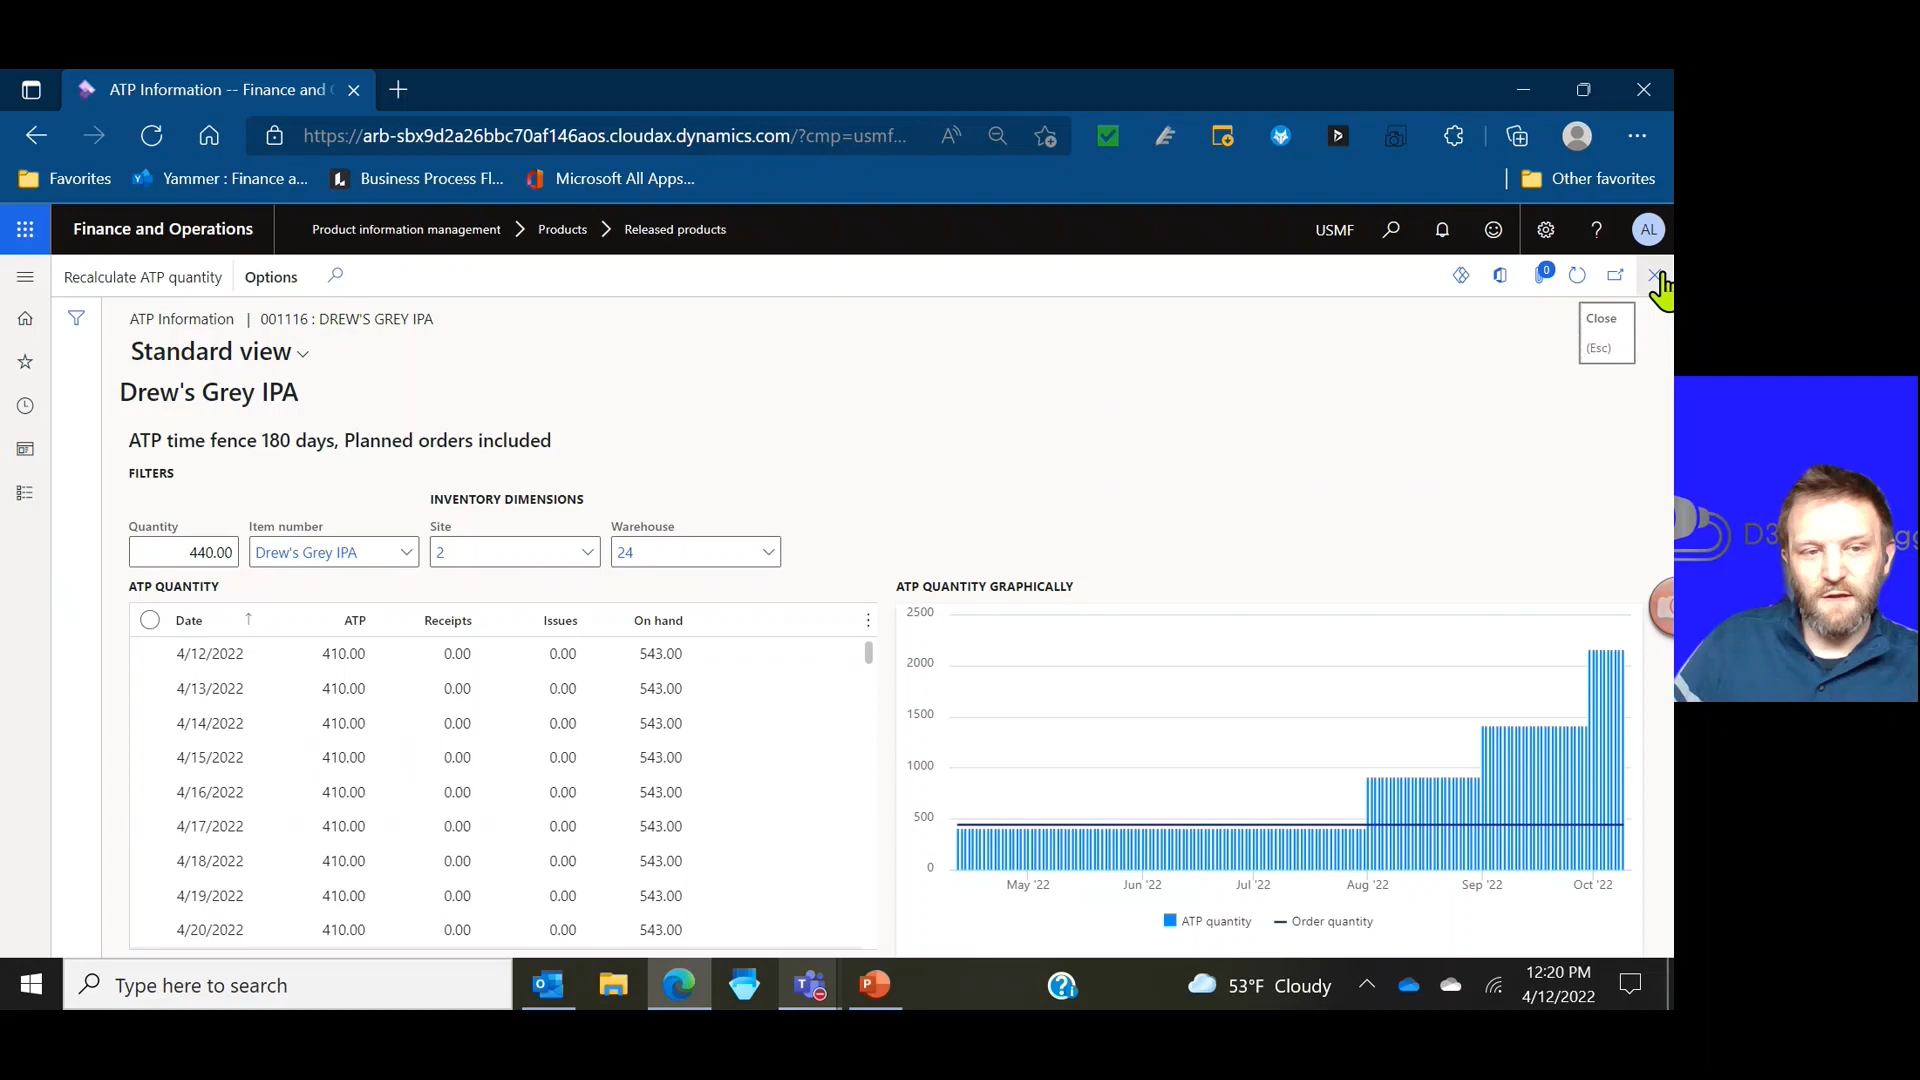 ATP Information -- Finance and
https://arb-sbx9d2a26bbc70af146aos.cloudax.dynamics.com/?cmp=usmf...
Favorites
Yammer : Finance a...
Business Process Fl...
Microsoft All Apps...
Other favorites
Finance and Operations
Product information management
Products
Released products
USMF
?
AL
Recalculate ATP quantity
Options
0
ATP Information | 001116 : DREW'S GREY IPA
Close
(Esc)
Standard view
Drew's Grey IPA
ATP time fence 180 days, Planned orders included
FILTERS
INVENTORY DIMENSIONS
Quantity
Item number
Site
Warehouse
440.00
Drew's Grey IPA
2
24
ATP QUANTITY
Date ATP Receipts Issues On hand
4/12/2022 410.00 0.00 0.00 543.00
4/13/2022 410.00 0.00 0.00 543.00
4/14/2022 410.00 0.00 0.00 543.00
4/15/2022 410.00 0.00 0.00 543.00
4/16/2022 410.00 0.00 0.00 543.00
4/17/2022 410.00 0.00 0.00 543.00
4/18/2022 410.00 0.00 0.00 543.00
4/19/2022 410.00 0.00 0.00 543.00
4/20/2022 410.00 0.00 0.00 543.00
ATP QUANTITY GRAPHICALLY
2500
2000
1500
1000
500
0
May '22 Jun '22 Jul '22 Aug '22 Sep '22 Oct '22
ATP quantity Order quantity
D3
Type here to search
53°F Cloudy
12:20 PM
4/12/2022